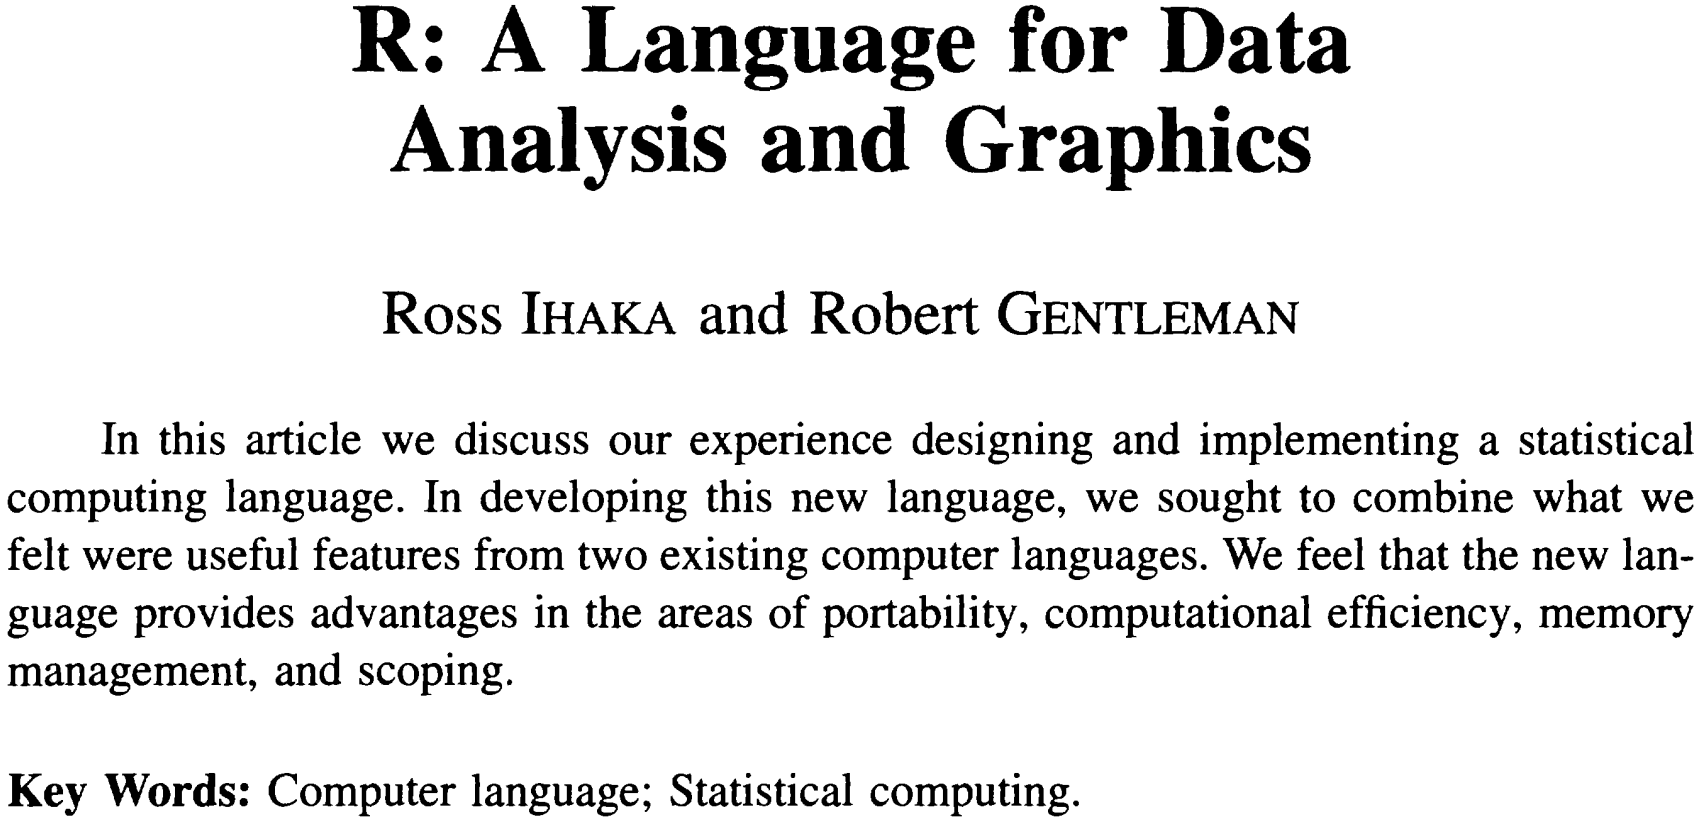 R: A Language for Data
Analysis and Graphics
Ross IHAKA and Robert GENTLEMAN
In this article we discuss our experience designing and implementing a statistical
computing language. In developing this new language, we sought to combine what we
felt were useful features from two existing computer languages. We feel that the new lan-
guage provides advantages in the areas of portability, computational efficiency, memory
management, and scoping.
Key Words: Computer language; Statistical computing.